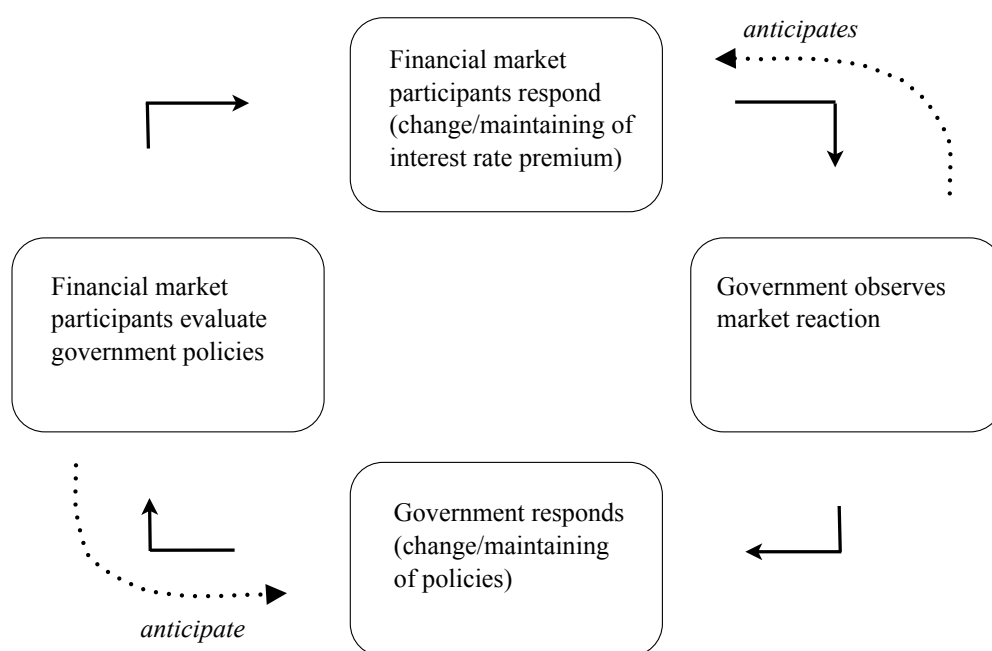 anticipates
Financial market
participants respond
(change/maintaining of
interest rate premium)
Financial market
participants evaluate
government policies
Government observes
market reaction
Government responds
(change/maintaining
of policies)
anticipate